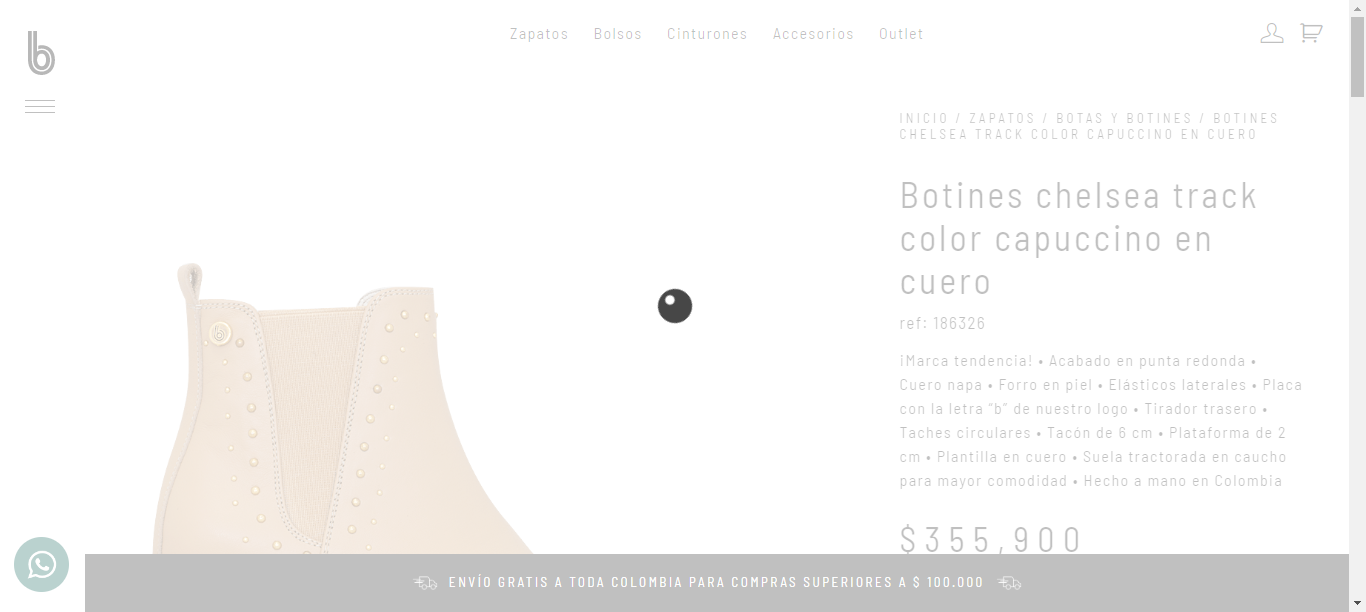 Zapatos Bolsos Cinturones Accesorios Outlet
b
INICIO / ZAPATOS / BOTAS Y BOTINES / BOTINES
CHELSEA TRACK COLOR CAPUCCINO EN CUERO
Botines chelsea track
color capuccino en
cuero
ref: 186326
¡Marca tendencia! • Acabado en punta redonda •
Cuero napa • Forro en piel • Elásticos laterales • Placa
con la letra “b” de nuestro logo • Tirador trasero •
Taches circulares • Tacón de 6 cm • Plataforma de 2
cm • Plantilla en cuero • Suela tractorada en caucho
para mayor comodidad • Hecho a mano en Colombia
$355,900
b
ENVÍO GRATIS A TODA COLOMBIA PARA COMPRAS SUPERIORES A $ 100.000